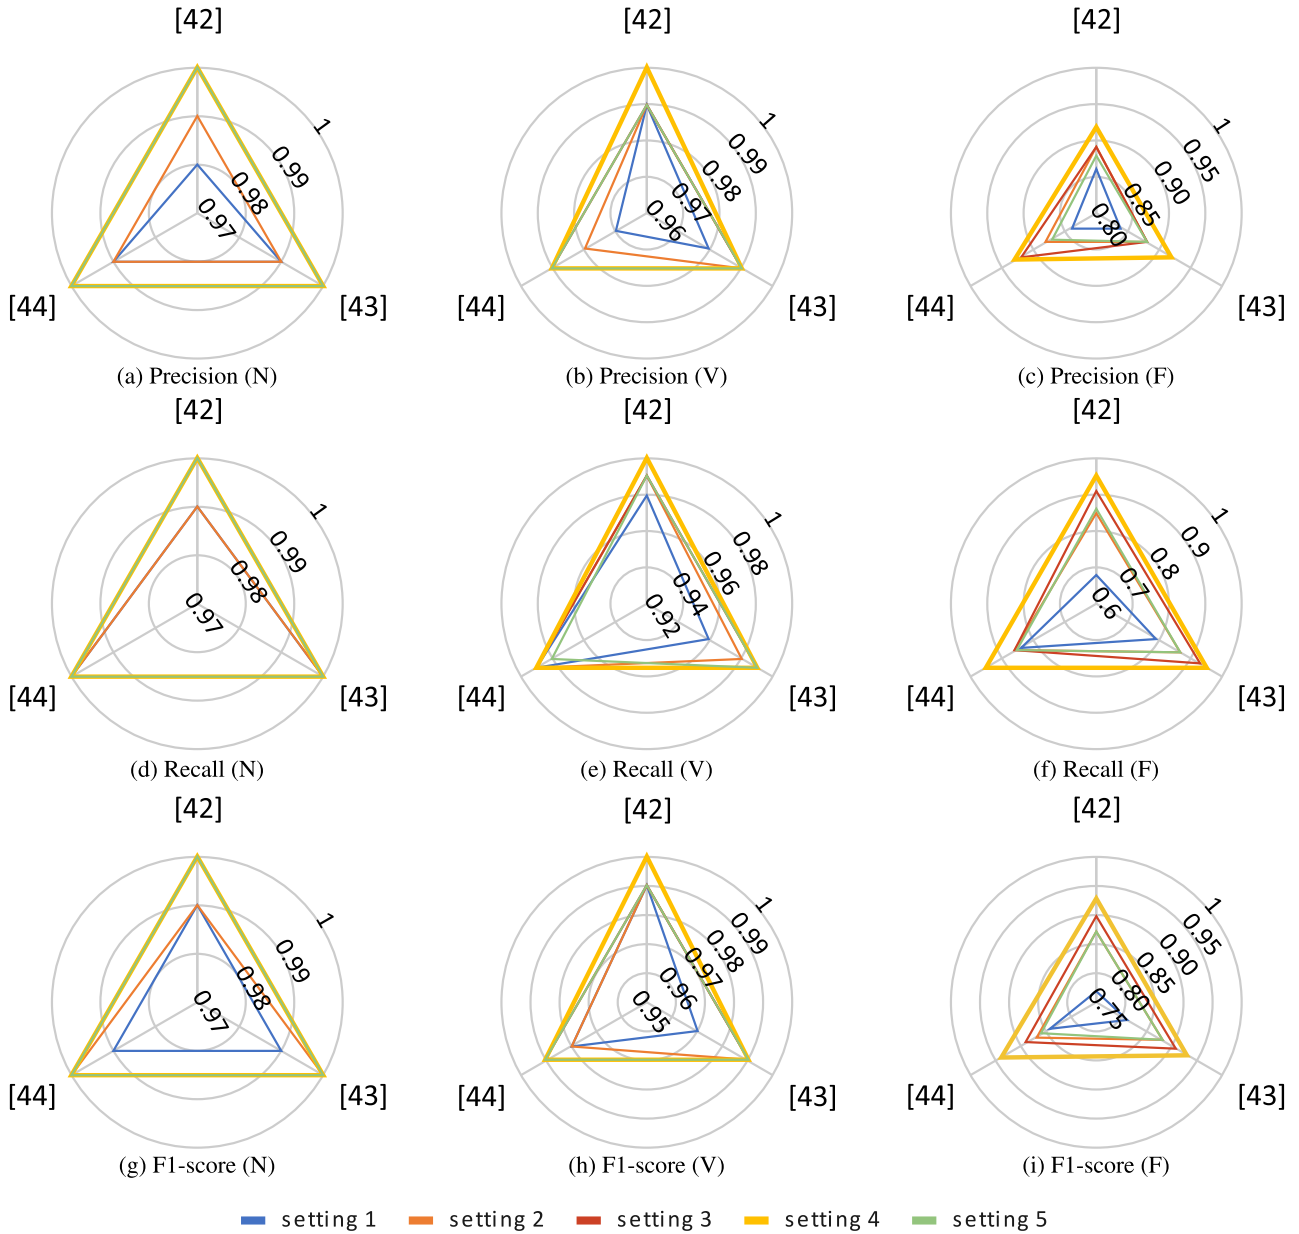 [42] [42] [42]
1 1 1
0.99 0.99 0.95
0.98 0.98 0.90
0.97 0.97 0.85
0.96 0.80
[44] [43] [44] [43] [44] [43]
(a) Precision (N) (b) Precision (V) (c) Precision (F)
[42] [42] [42]
1 1 1
0.99 0.98 0.9
0.98 0.96 0.8
0.97 0.94 0.7
0.92 0.6
[44] [43] [44] [43] [44] [43]
(d) Recall (N) (e) Recall (V) (f) Recall (F)
[42] [42] [42]
1 1 1
0.99 0.99 0.95
0.98 0.98 0.90
0.97 0.97 0.85
0.96 0.80
0.95 0.75
[44] [43] [44] [43] [44] [43]
(g) F1-score (N) (h) F1-score (V) (i) F1-score (F)
setting 1 setting 2 setting 3 setting 4 setting 5